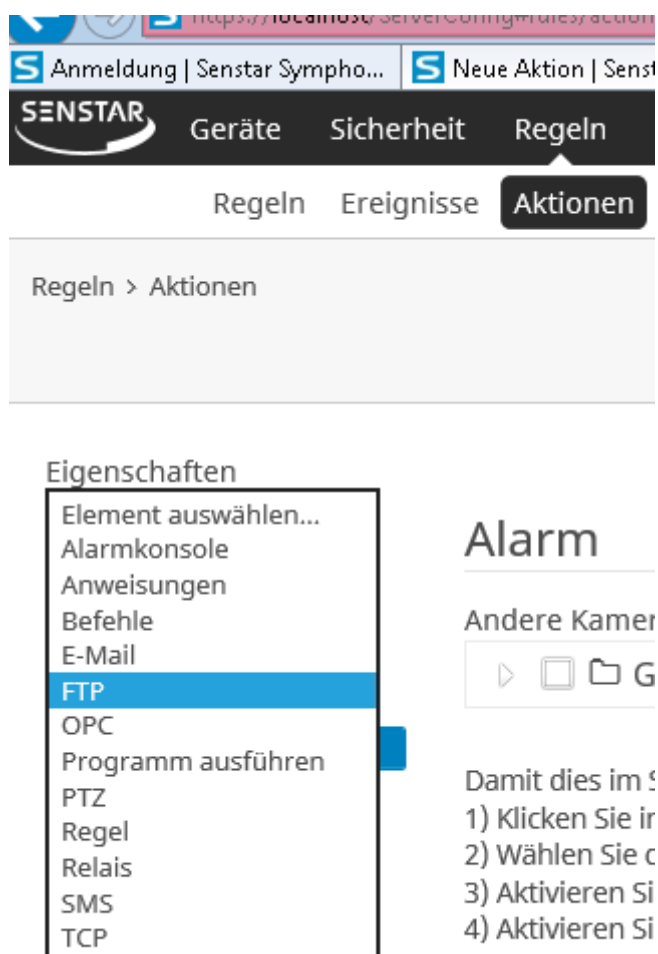 Anmeldung | Senstar Sympho...
Neue Aktion | Senst
SENSTAR
Geräte Sicherheit Regeln
Regeln Ereignisse Aktionen
Regeln > Aktionen
Eigenschaften
Element auswählen...
Alarmkonsole
Anweisungen
Befehle
E-Mail
FTP
OPC
Programm ausführen
PTZ
Regel
Relais
SMS
TCP
Alarm
Andere Kamer
G
Damit dies im S
1) Klicken Sie in
2) Wählen Sie d
3) Aktivieren Si
4) Aktivieren Si